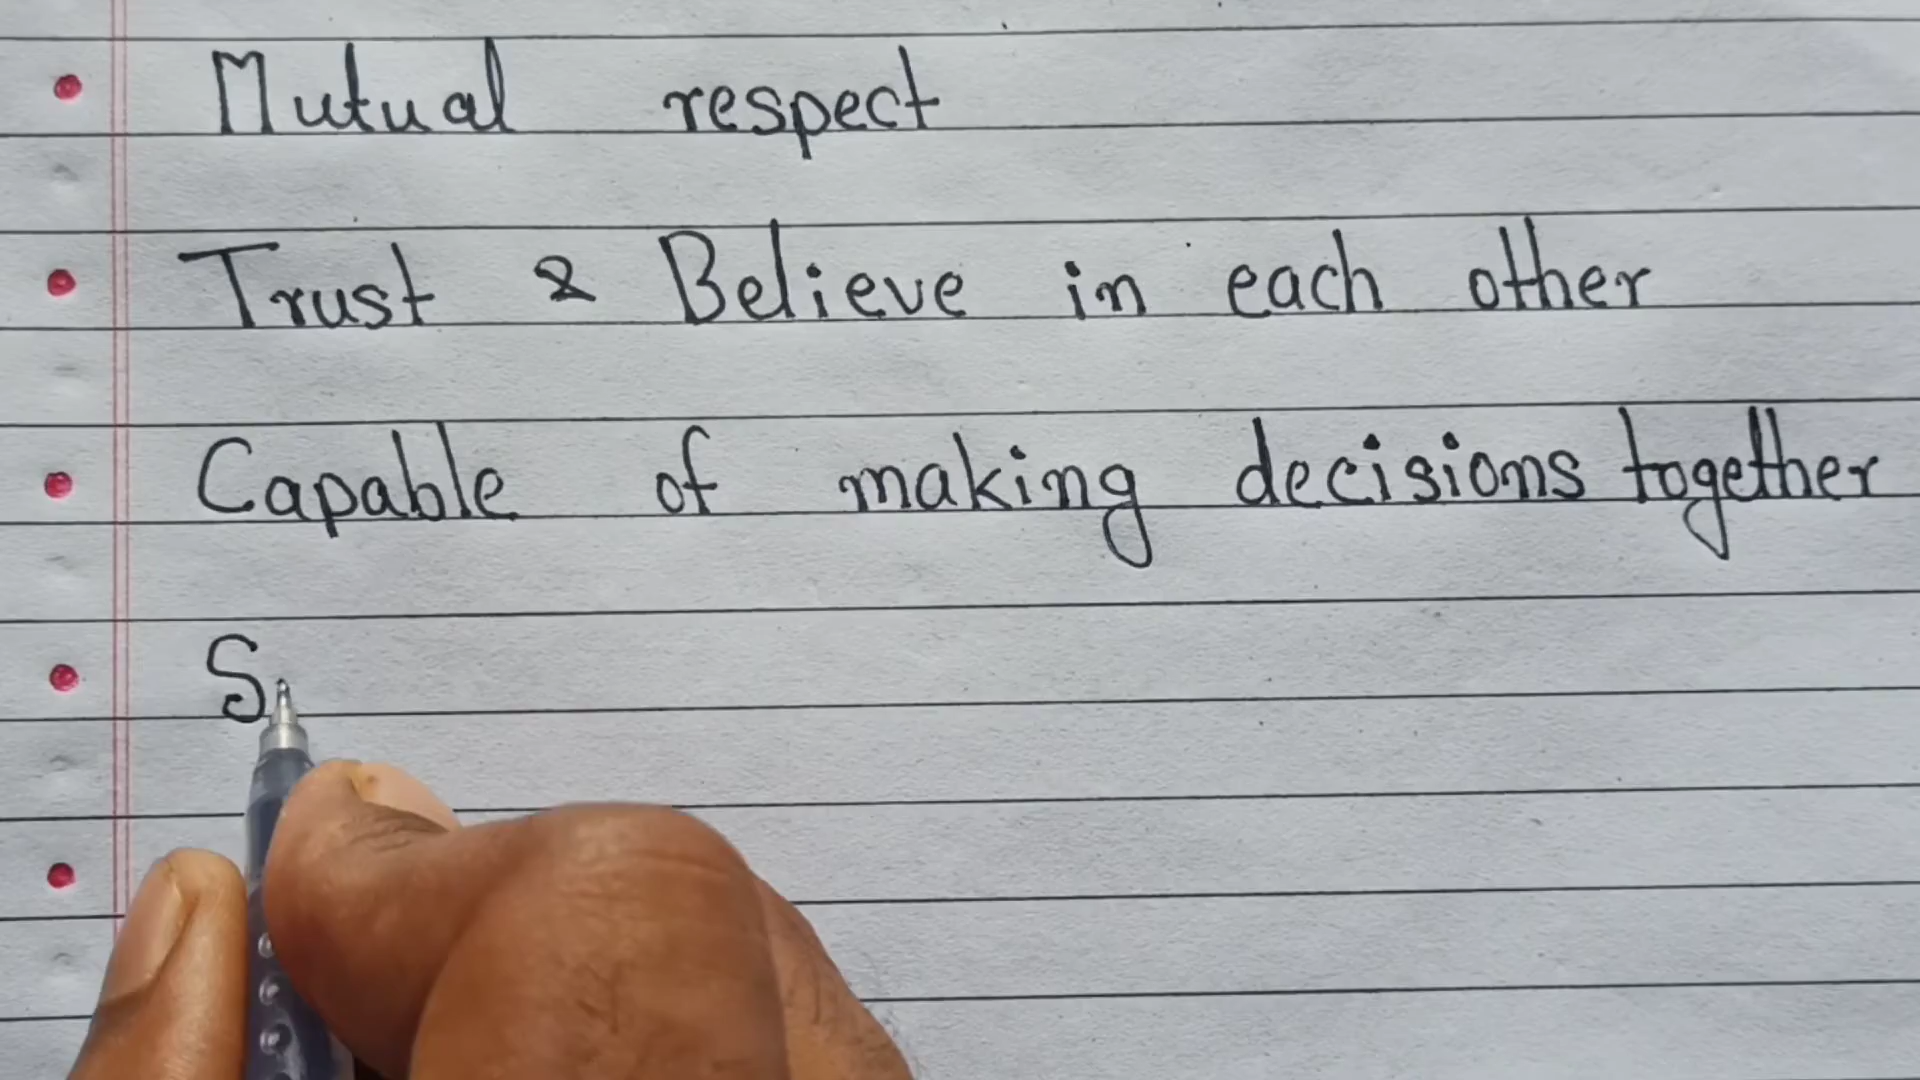 Mutual respect
Trust & Believe in each other
Capable of making decisions together
S